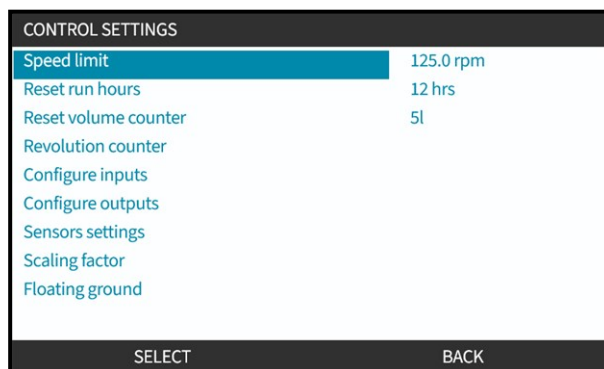 CONTROL SETTINGS
Speed limit 125.0 rpm
Reset run hours 12 hrs
Reset volume counter 5l
Revolution counter
Configure inputs
Configure outputs
Sensors settings
Scaling factor
Floating ground
SELECT BACK